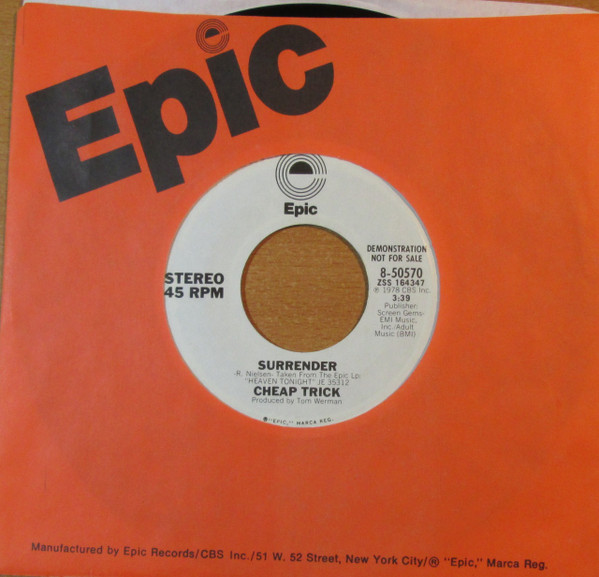 Epic
Epic
DEMONSTRATION
NOT FOR SALE
STEREO
45 RPM
8-50570
ZSS 164347
℗ 1978 CBS Inc.
3:39
Publisher:
Screen Gems-
EMI Music,
Inc./Adult
Music (BMI)
SURRENDER
-R. Nielsen- Taken From The Epic Lp:
"HEAVEN TONIGHT" JE 35312
CHEAP TRICK
Produced by Tom Werman
® "EPIC," MARCA REG.
Manufactured by Epic Records/CBS Inc./51 W. 52 Street, New York City/® "Epic," Marca Reg.